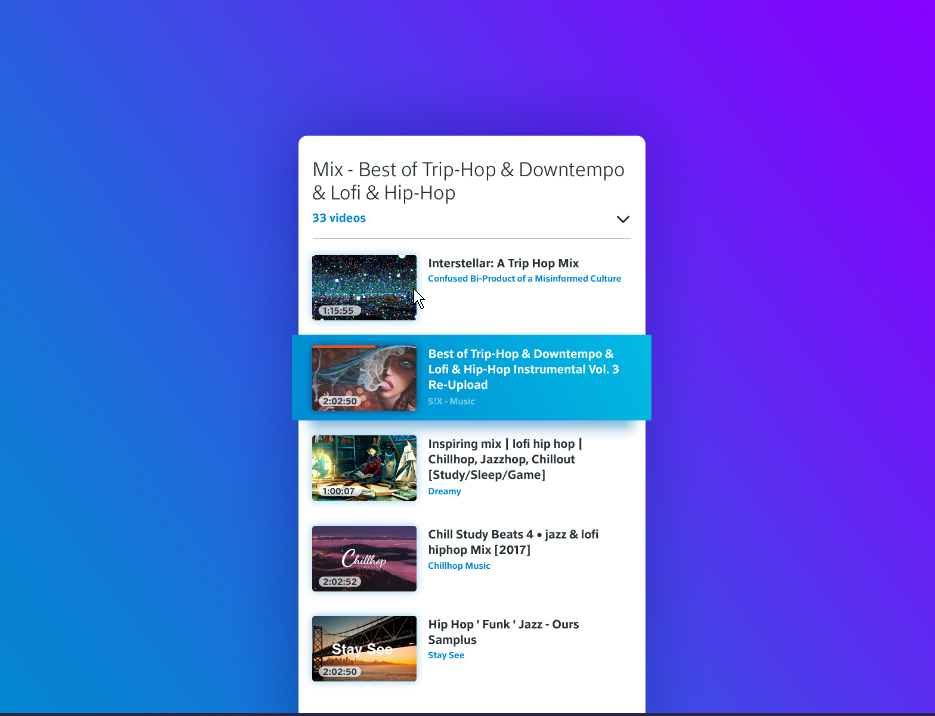 Mix - Best of Trip-Hop & Downtempo
& Lofi & Hip-Hop
33 videos
1:15:55
Interstellar: A Trip Hop Mix
Confused Bi-Product of a Misinformed Culture
2:02:50
Best of Trip-Hop & Downtempo &
Lofi & Hip-Hop Instrumental Vol. 3
Re-Upload
S!X - Music
1:00:07
Inspiring mix | lofi hip hop |
Chillhop, Jazzhop, Chillout
[Study/Sleep/Game]
Dreamy
Chillhop
2:02:52
Chill Study Beats 4 • jazz & lofi
hiphop Mix [2017]
Chillhop Music
Stay See
2:02:50
Hip Hop ' Funk ' Jazz - Ours
Samplus
Stay See